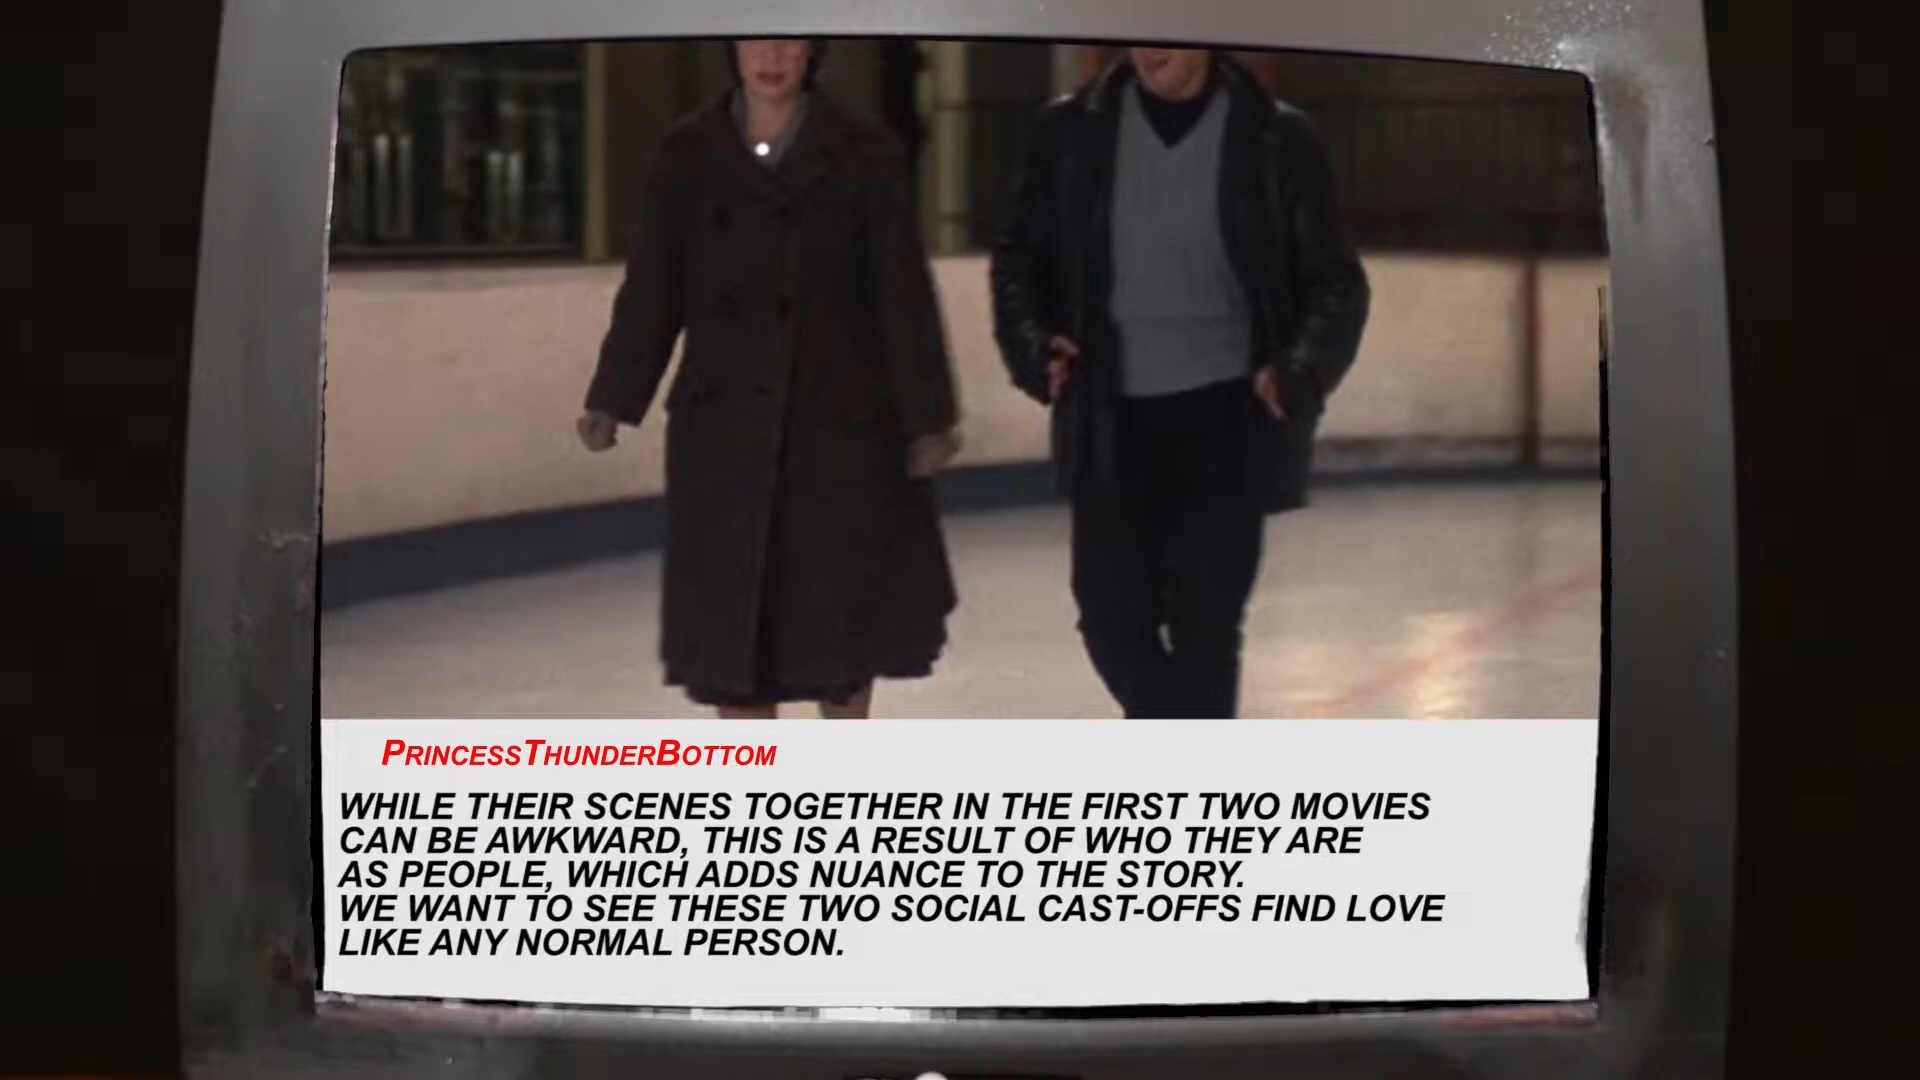 PrincessThunderBottom
WHILE THEIR SCENES TOGETHER IN THE FIRST TWO MOVIES
CAN BE AWKWARD, THIS IS A RESULT OF WHO THEY ARE
AS PEOPLE, WHICH ADDS NUANCE TO THE STORY.
WE WANT TO SEE THESE TWO SOCIAL CAST-OFFS FIND LOVE
LIKE ANY NORMAL PERSON.